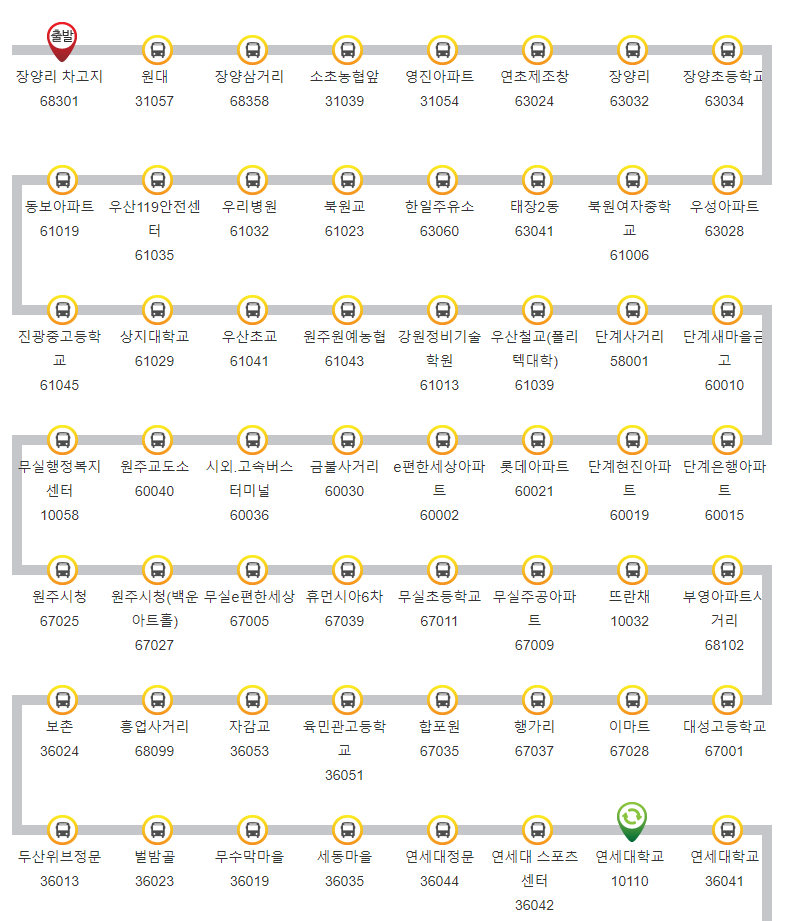 출발
장양리 차고지 원대 장양삼거리 소초농협앞 영진아파트 연초제조창 장양리 장양초등학교
68301 31057 68358 31039 31054 63024 63032 63034
동보아파트 우산119안전센 우리병원 북원교 한일주유소 태장2동 북원여자중학 우성아파트
터 교
61019 61035 61032 61023 63060 63041 61006 63028
진광중고등학 상지대학교 우산초교 원주원예농협 강원정비기술 우산철교(폴리 단계사거리 단계새마을금
교 학원 텍대학) 고
61045 61029 61041 61043 61013 61039 58001 60010
무실행정복지 원주교도소 시외.고속버스 금불사거리 e편한세상아파 롯데아파트 단계현진아파 단계은행아파
센터 터미널 트 트 트
10058 60040 60036 60030 60002 60021 60019 60015
원주시청 원주시청(백운 무실e편한세상 휴먼시아6차 무실초등학교 무실주공아파 뜨란채 부영아파트사
아트홀) 트 거리
67025 67027 67005 67039 67011 67009 10032 68102
보촌 흥업사거리 자감교 육민관고등학 합포원 행가리 이마트 대성고등학교
교
36024 68099 36053 36051 67035 67037 67028 67001
두산위브정문 벌밤골 무수막마을 세동마을 연세대정문 연세대 스포츠 연세대학교 연세대학교
센터
36013 36023 36019 36035 36044 36042 10110 36041